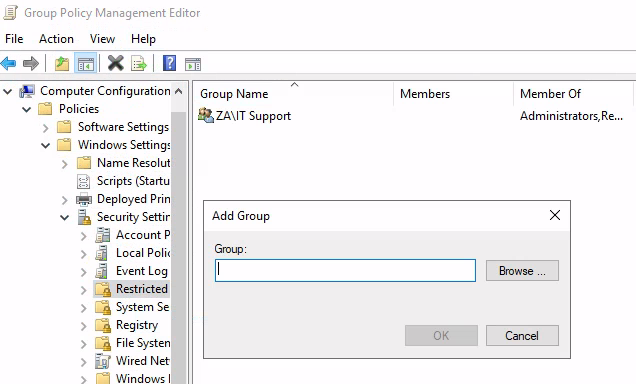 Group Policy Management Editor
File Action View Help
Computer Configuration
Policies
Software Settings
Windows Settings
Name Resolut
Scripts (Startu
Deployed Prin
Security Settin
Account P
Local Polic
Event Log
Restricted
System Se
Registry
File System
Wired Net
Windows
Group Name Members Member Of
ZA\IT Support Administrators,Re...
Add Group
Group:
Browse ...
OK Cancel